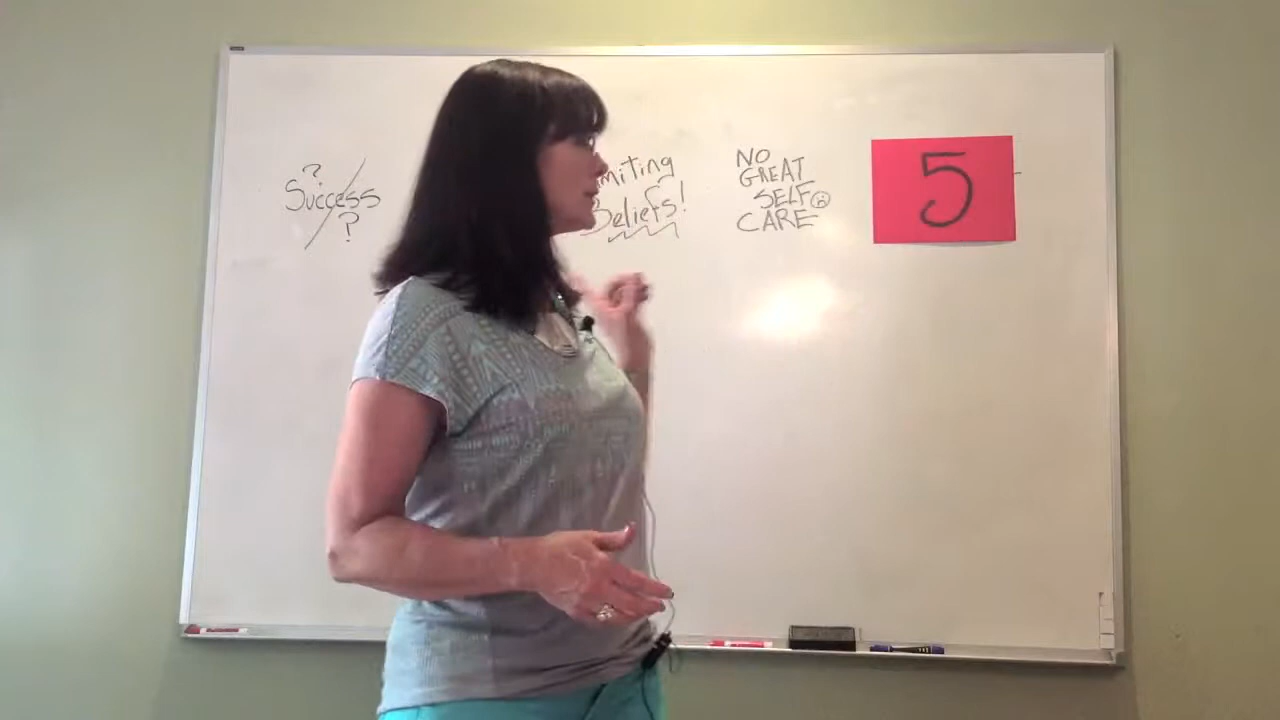 ?
Success
?
miting
Beliefs!
NO
GREAT
SELF
CARE
5